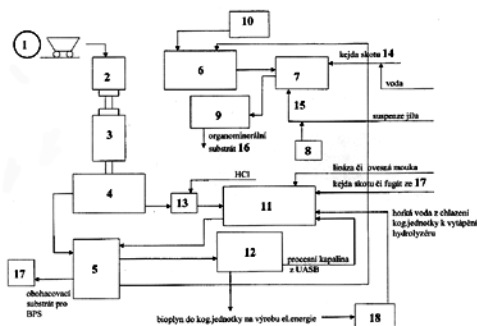 1
10
2
6
7
kejda skotu 14
voda
9
15
suspenze jílu
3
organominerální
substrát 16
8
HCl
lipáza či ovesná mouka
kejda skotu či fugát ze 17
4
13
11
horká voda z chlazení
kog.jednotky k vytápění
hydrolyzéru
5
12
procesní kapalina
z UASB
17
obohacovací
substrát pro
BPS
18
bioplyn do kog.jednotky na výrobu el.energie